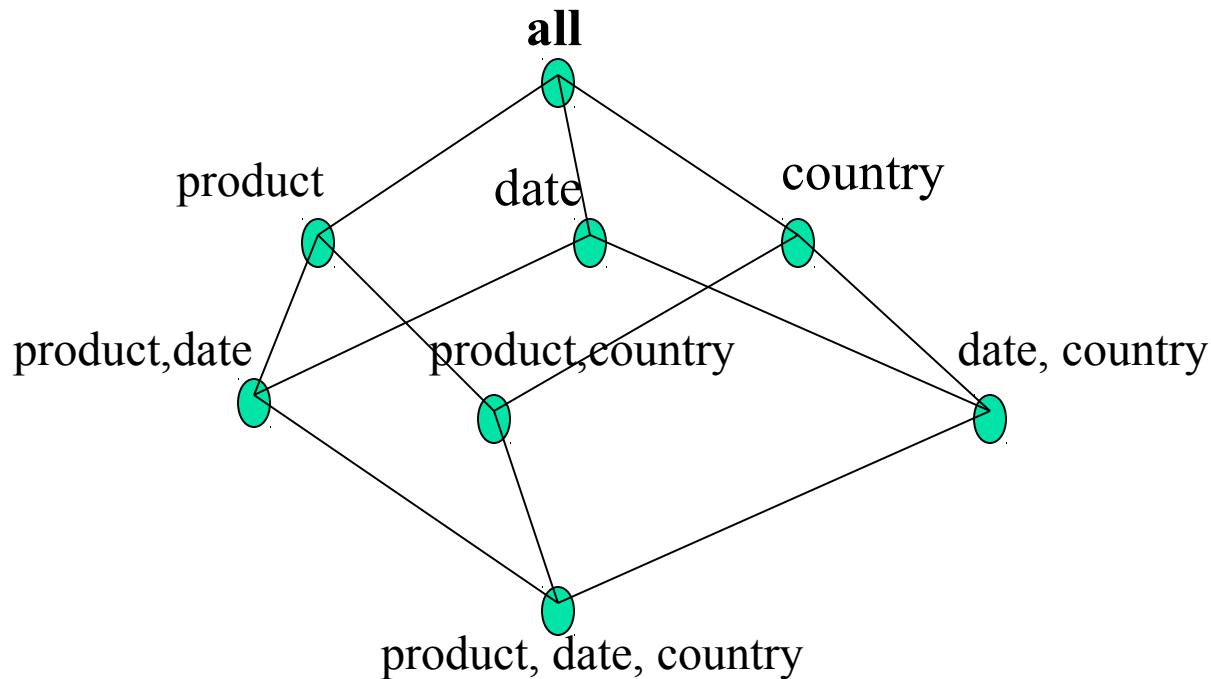 all
product
date
country
product,date
product,country
date, country
product, date, country